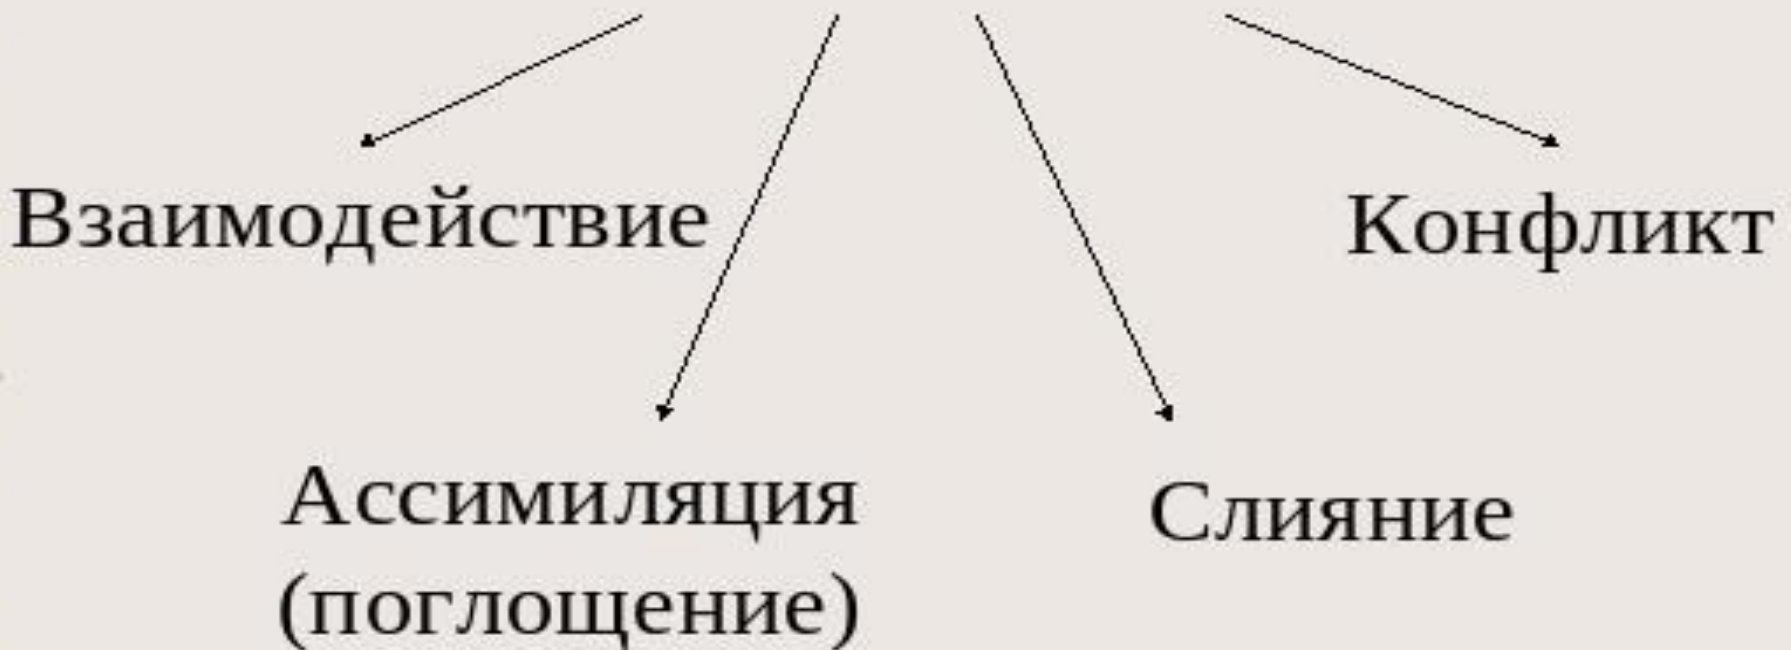 Взаимодействие
Конфликт
Ассимиляция
(поглощение)
Слияние